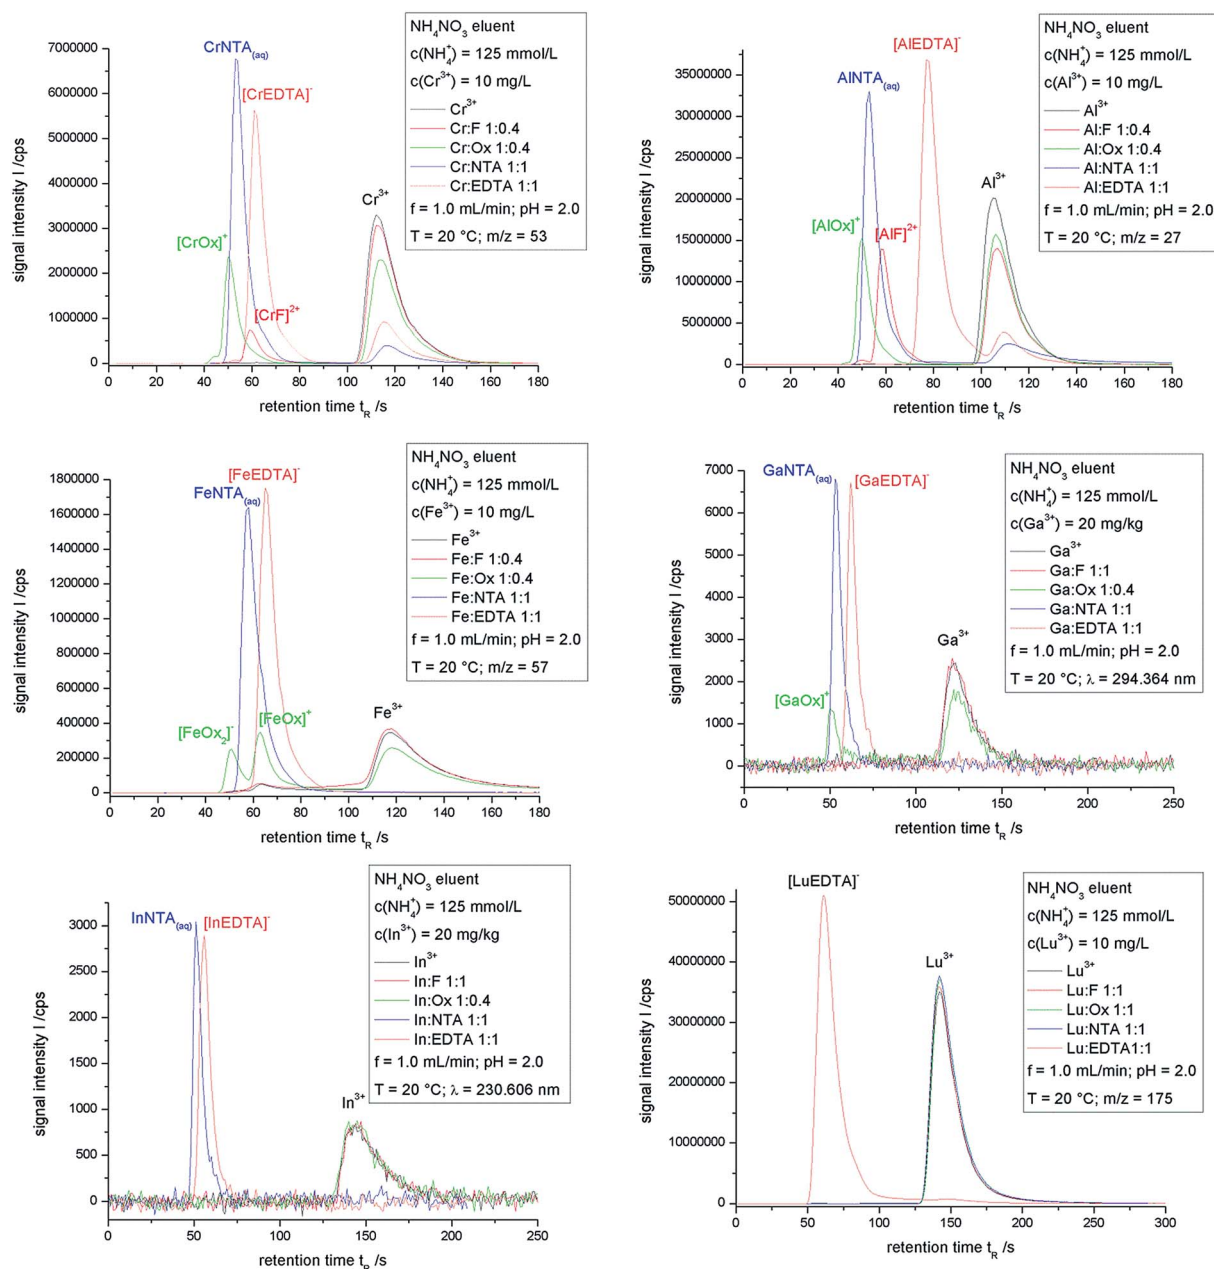 NH₄NO₃ eluent
c(NH₄⁺) = 125 mmol/L
c(Cr³⁺) = 10 mg/L
Cr³⁺
Cr:F 1:0.4
Cr:Ox 1:0.4
Cr:NTA 1:1
Cr:EDTA 1:1
f = 1.0 mL/min; pH = 2.0
T = 20 °C; m/z = 53
CrNTA(aq)
[CrEDTA]⁻
[CrOx]⁺
[CrF]²⁺
Cr³⁺
signal intensity I /cps
7000000
6000000
5000000
4000000
3000000
2000000
1000000
0
0 20 40 60 80 100 120 140 160 180
retention time tR /s
NH₄NO₃ eluent
c(NH₄⁺) = 125 mmol/L
c(Al³⁺) = 10 mg/L
Al³⁺
Al:F 1:0.4
Al:Ox 1:0.4
Al:NTA 1:1
Al:EDTA 1:1
f = 1.0 mL/min; pH = 2.0
T = 20 °C; m/z = 27
[AlEDTA]⁻
AlNTA(aq)
[AlOx]⁺
[AlF]²⁺
Al³⁺
signal intensity I /cps
35000000
30000000
25000000
20000000
15000000
10000000
5000000
0
0 20 40 60 80 100 120 140 160 180
retention time tR /s
NH₄NO₃ eluent
c(NH₄⁺) = 125 mmol/L
c(Fe³⁺) = 10 mg/L
Fe³⁺
Fe:F 1:0.4
Fe:Ox 1:0.4
Fe:NTA 1:1
Fe:EDTA 1:1
f = 1.0 mL/min; pH = 2.0
T = 20 °C; m/z = 57
[FeEDTA]⁻
FeNTA(aq)
[FeOx₂]⁻
[FeOx]⁺
Fe³⁺
signal intensity I /cps
1800000
1600000
1400000
1200000
1000000
800000
600000
400000
200000
0
0 20 40 60 80 100 120 140 160 180
retention time tR /s
NH₄NO₃ eluent
c(NH₄⁺) = 125 mmol/L
c(Ga³⁺) = 20 mg/kg
Ga³⁺
Ga:F 1:1
Ga:Ox 1:0.4
Ga:NTA 1:1
Ga:EDTA 1:1
f = 1.0 mL/min; pH = 2.0
T = 20 °C; λ = 294.364 nm
GaNTA(aq)
[GaEDTA]⁻
[GaOx]⁺
Ga³⁺
signal intensity I /cps
7000
6000
5000
4000
3000
2000
1000
0
0 50 100 150 200 250
retention time tR /s
NH₄NO₃ eluent
c(NH₄⁺) = 125 mmol/L
c(In³⁺) = 20 mg/kg
In³⁺
In:F 1:1
In:Ox 1:0.4
In:NTA 1:1
In:EDTA 1:1
f = 1.0 mL/min; pH = 2.0
T = 20 °C; λ = 230.606 nm
InNTA(aq)
[InEDTA]⁻
In³⁺
signal intensity I /cps
3000
2500
2000
1500
1000
500
0
0 50 100 150 200 250
retention time tR /s
NH₄NO₃ eluent
c(NH₄⁺) = 125 mmol/L
c(Lu³⁺) = 10 mg/L
Lu³⁺
Lu:F 1:1
Lu:Ox 1:1
Lu:NTA 1:1
Lu:EDTA1:1
f = 1.0 mL/min; pH = 2.0
T = 20 °C; m/z = 175
[LuEDTA]⁻
Lu³⁺
signal intensity I /cps
50000000
40000000
30000000
20000000
10000000
0
0 50 100 150 200 250 300
retention time tR /s